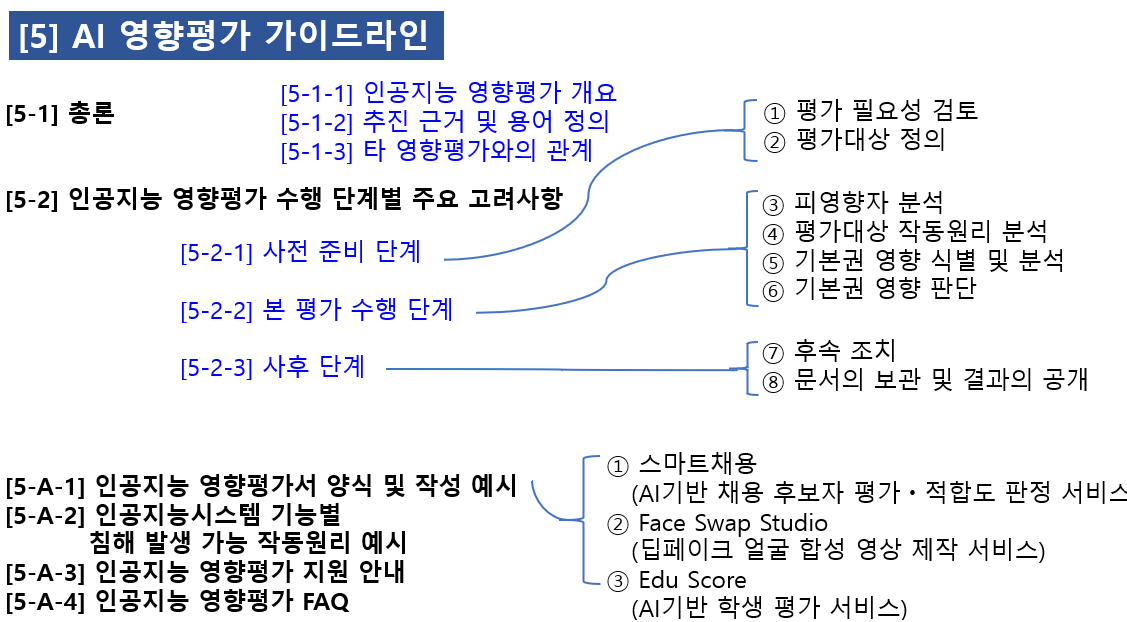 [5] AI 영향평가 가이드라인
[5-1] 총론
[5-1-1] 인공지능 영향평가 개요
[5-1-2] 추진 근거 및 용어 정의
[5-1-3] 타 영향평가와의 관계
[5-2] 인공지능 영향평가 수행 단계별 주요 고려사항
[5-2-1] 사전 준비 단계
① 평가 필요성 검토
② 평가대상 정의
[5-2-2] 본 평가 수행 단계
③ 피영향자 분석
④ 평가대상 작동원리 분석
⑤ 기본권 영향 식별 및 분석
⑥ 기본권 영향 판단
[5-2-3] 사후 단계
⑦ 후속 조치
⑧ 문서의 보관 및 결과의 공개
[5-A-1] 인공지능 영향평가서 양식 및 작성 예시
① 스마트채용
(AI기반 채용 후보자 평가・적합도 판정 서비스
② Face Swap Studio
(딥페이크 얼굴 합성 영상 제작 서비스)
③ Edu Score
(AI기반 학생 평가 서비스)
[5-A-2] 인공지능시스템 기능별
침해 발생 가능 작동원리 예시
[5-A-3] 인공지능 영향평가 지원 안내
[5-A-4] 인공지능 영향평가 FAQ